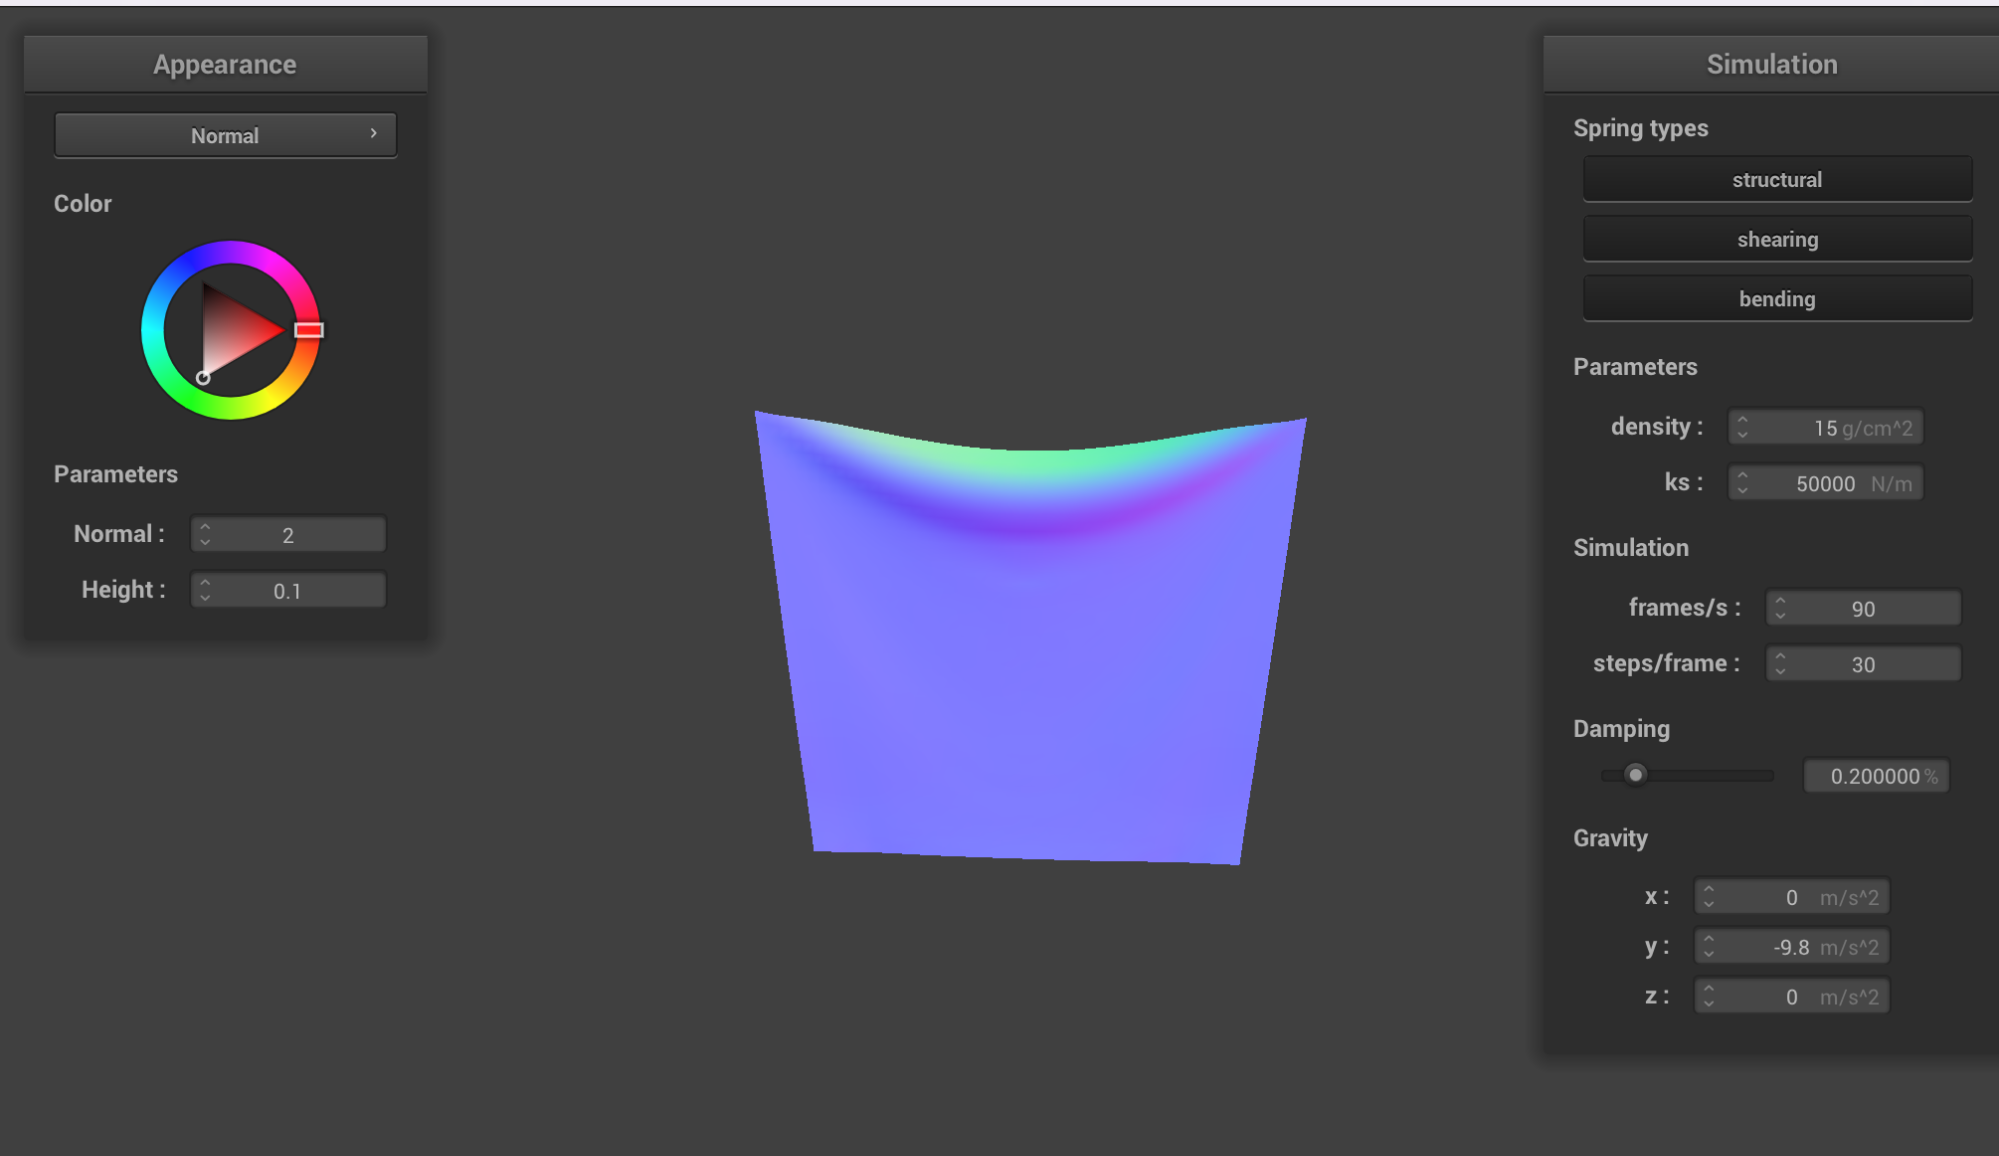 Appearance
Normal
Color
Parameters
Normal : 2
Height : 0.1
Simulation
Spring types
structural
shearing
bending
Parameters
density : 15 g/cm^2
ks : 50000 N/m
Simulation
frames/s : 90
steps/frame : 30
Damping
0.200000 %
Gravity
x : 0 m/s^2
y : -9.8 m/s^2
z : 0 m/s^2